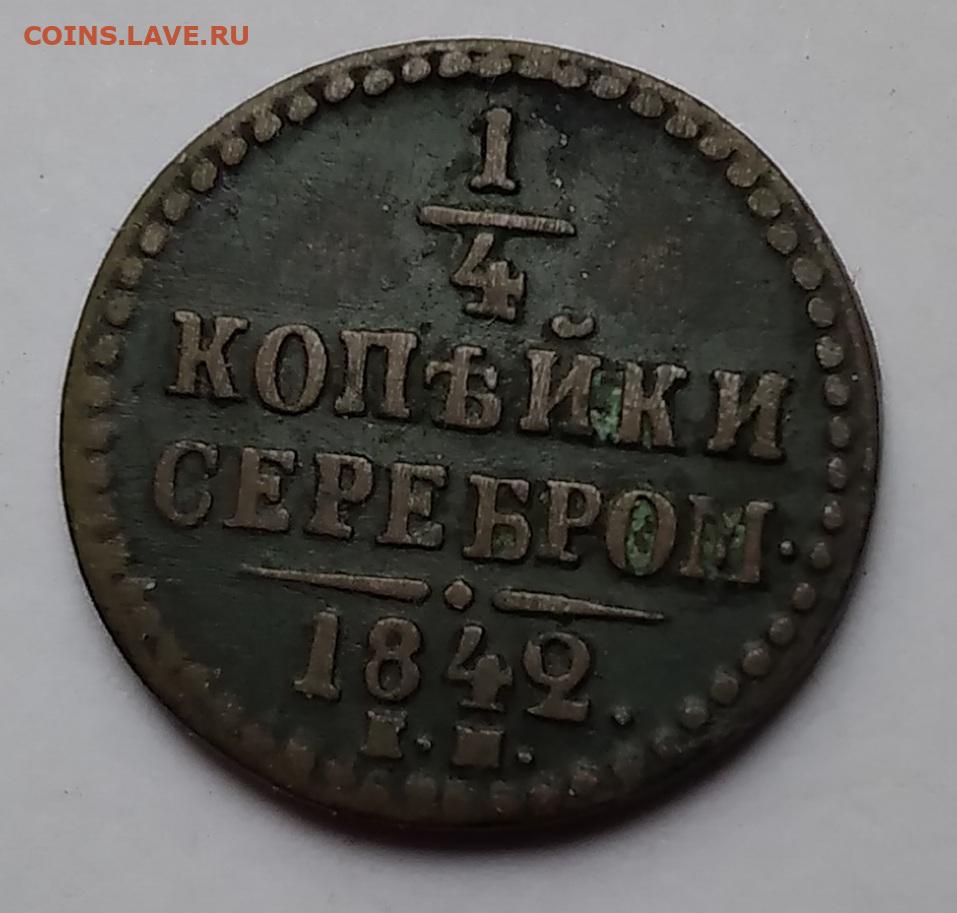 COINS.LAVE.RU
1
4
КОПѢЙКИ
СЕРЕБРОМ.
1842.